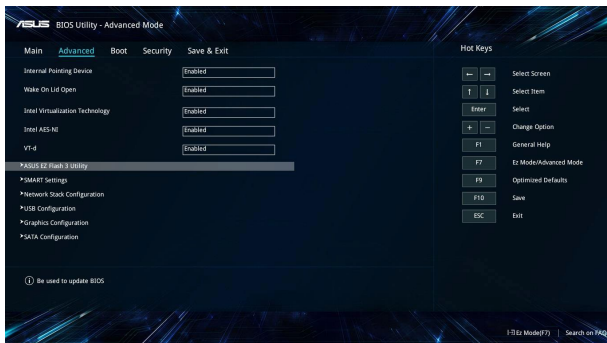 ASUS BIOS Utility - Advanced Mode
Main Advanced Boot Security Save & Exit
Hot Keys
Internal Pointing Device Enabled
Wake On Lid Open Enabled
Intel Virtualization Technology Enabled
Intel AES-NI Enabled
VT-d Enabled
ASUS EZ Flash 3 Utility
SMART Settings
Network Stack Configuration
USB Configuration
Graphics Configuration
SATA Configuration
← → Select Screen
↑ ↓ Select Item
Enter Select
+ − Change Option
F1 General Help
F7 Ez Mode/Advanced Mode
F9 Optimized Defaults
F10 Save
ESC Exit
i Be used to update BIOS
Ez Mode(F7) | Search on FAQ